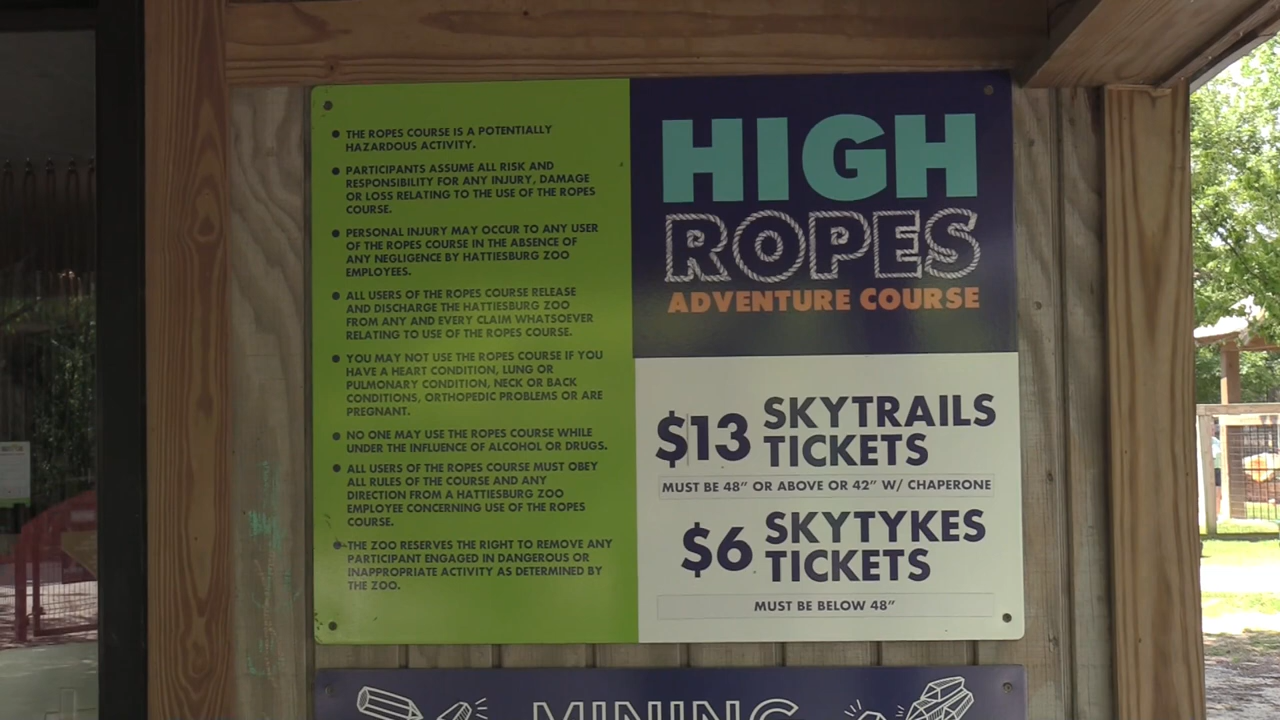 THE ROPES COURSE IS A POTENTIALLY
HAZARDOUS ACTIVITY.
PARTICIPANTS ASSUME ALL RISK AND
RESPONSIBILITY FOR ANY INJURY, DAMAGE
OR LOSS RELATING TO THE USE OF THE ROPES
COURSE.
PERSONAL INJURY MAY OCCUR TO ANY USER
OF THE ROPES COURSE IN THE ABSENCE OF
ANY NEGLIGENCE BY HATTIESBURG ZOO
EMPLOYEES.
ALL USERS OF THE ROPES COURSE RELEASE
AND DISCHARGE THE HATTIESBURG ZOO
FROM ANY AND EVERY CLAIM WHATSOEVER
RELATING TO USE OF THE ROPES COURSE.
YOU MAY NOT USE THE ROPES COURSE IF YOU
HAVE A HEART CONDITION, LUNG OR
PULMONARY CONDITION, NECK OR BACK
CONDITIONS, ORTHOPEDIC PROBLEMS OR ARE
PREGNANT.
NO ONE MAY USE THE ROPES COURSE WHILE
UNDER THE INFLUENCE OF ALCOHOL OR DRUGS.
ALL USERS OF THE ROPES COURSE MUST OBEY
ALL RULES OF THE COURSE AND ANY
DIRECTION FROM A HATTIESBURG ZOO
EMPLOYEE CONCERNING USE OF THE ROPES
COURSE.
THE ZOO RESERVES THE RIGHT TO REMOVE ANY
PARTICIPANT ENGAGED IN DANGEROUS OR
INAPPROPRIATE ACTIVITY AS DETERMINED BY
THE ZOO.
HIGH
ROPES
ADVENTURE COURSE
$13 SKYTRAILS
TICKETS
MUST BE 48" OR ABOVE OR 42" W/ CHAPERONE
$6 SKYTYKES
TICKETS
MUST BE BELOW 48"
MINING